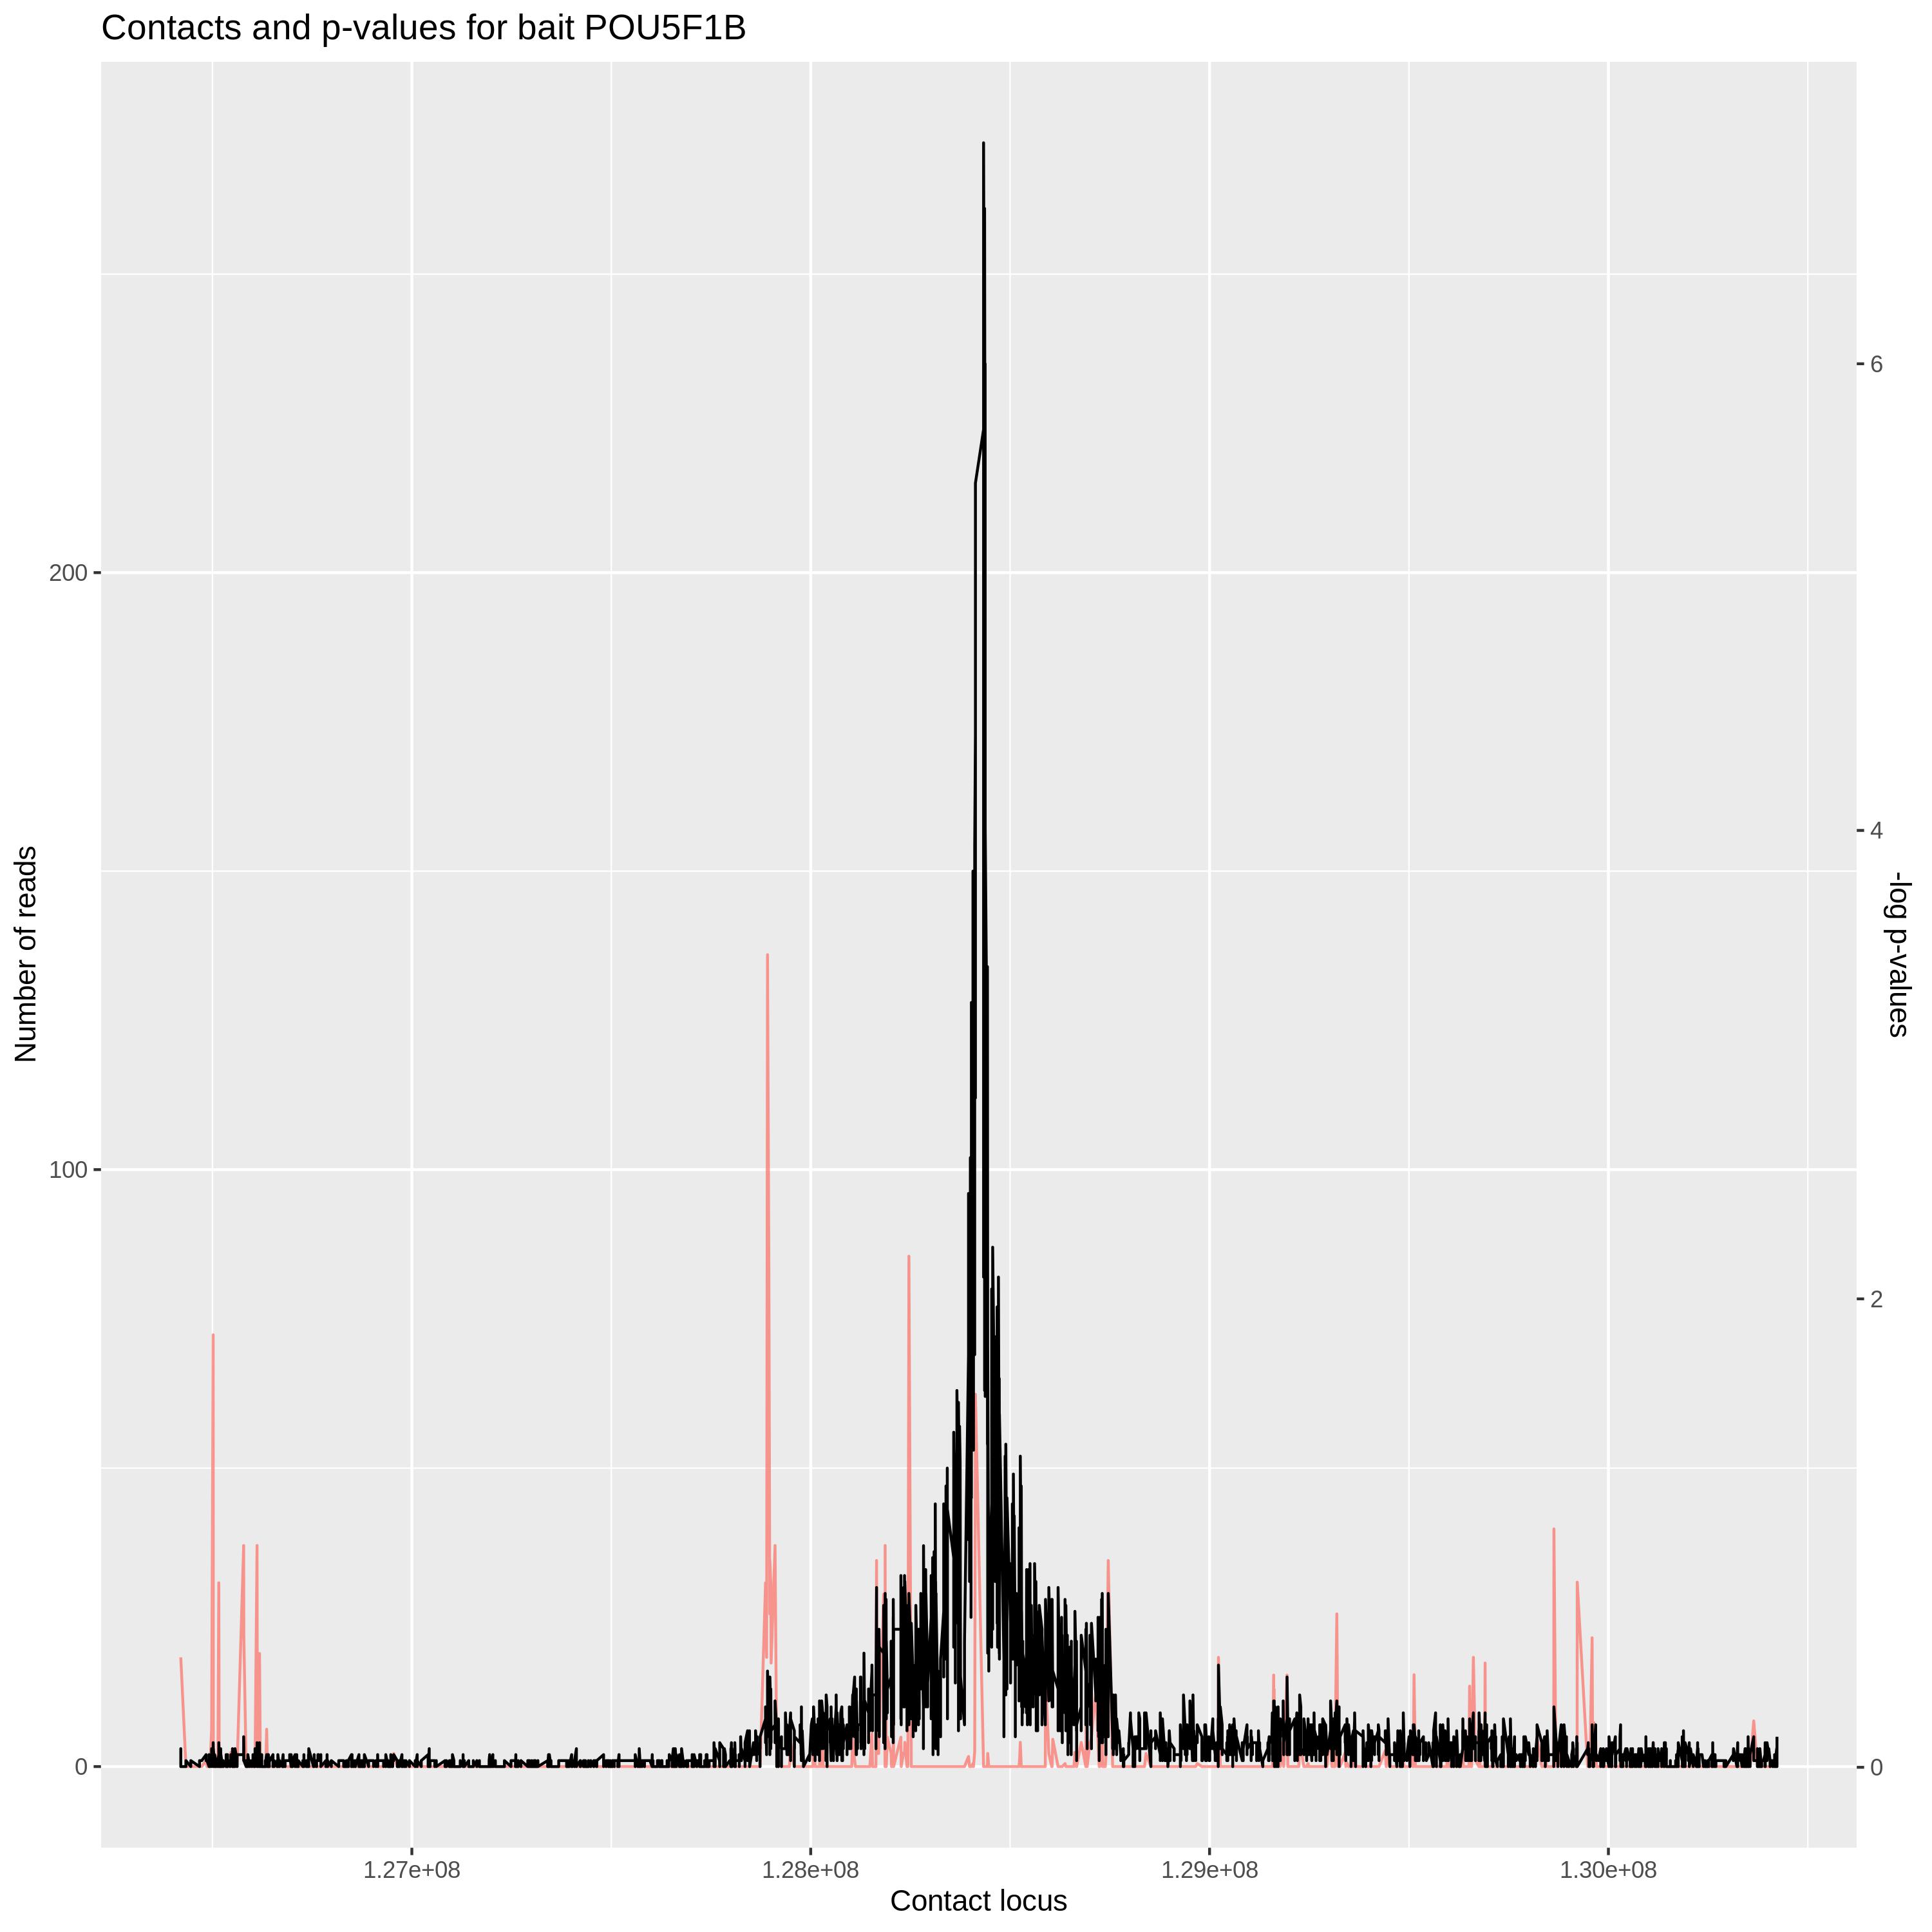 Contacts and p-values for bait POU5F1B
Number of reads
200
100
0
6
4
2
0
-log p-values
1.27e+08
1.28e+08
1.29e+08
1.30e+08
Contact locus